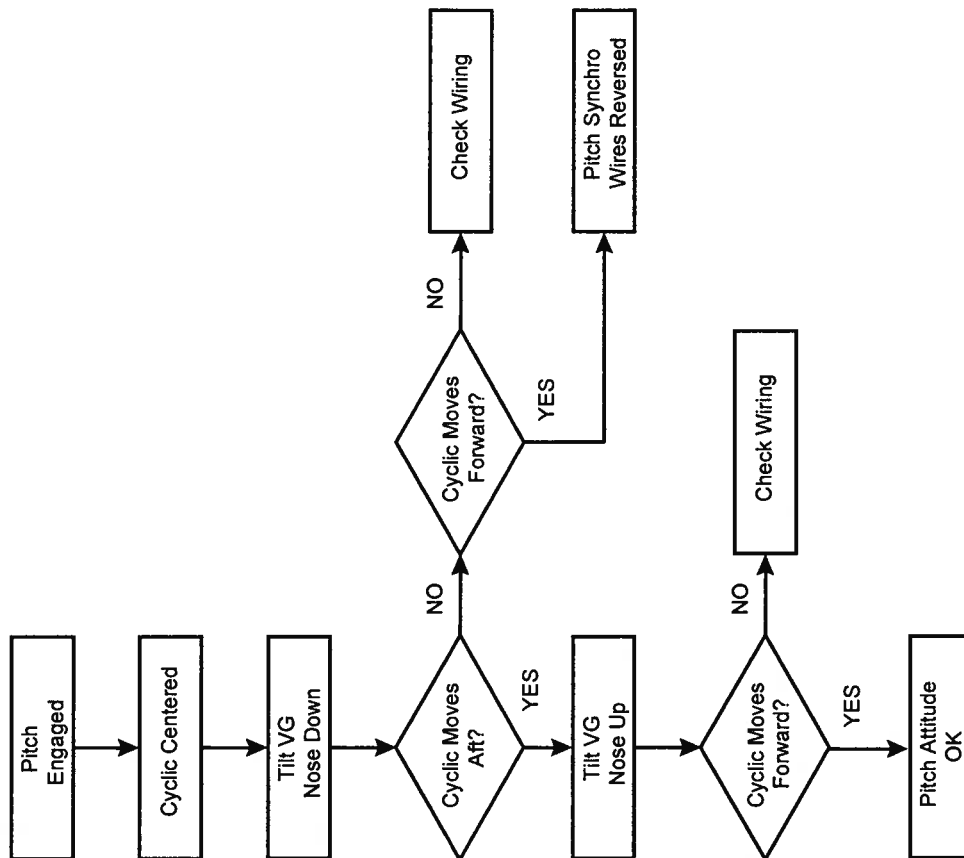 Pitch
Engaged
Cyclic Centered
Tilt VG
Nose Down
Cyclic Moves
Aft?
NO
Cyclic Moves
Forward?
NO
Check Wiring
YES
Pitch Synchro
Wires Reversed
YES
Tilt VG
Nose Up
Cyclic Moves
Forward?
NO
Check Wiring
YES
Pitch Attitude
OK